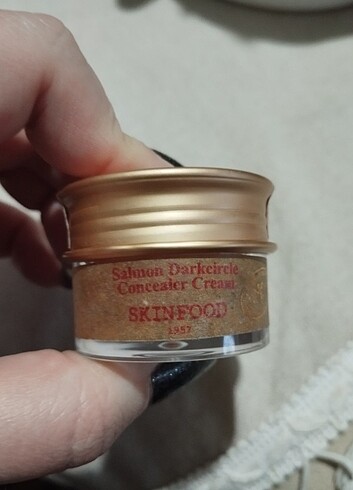 Salmon Darkcircle
Concealer Cream
SKINFOOD
1957